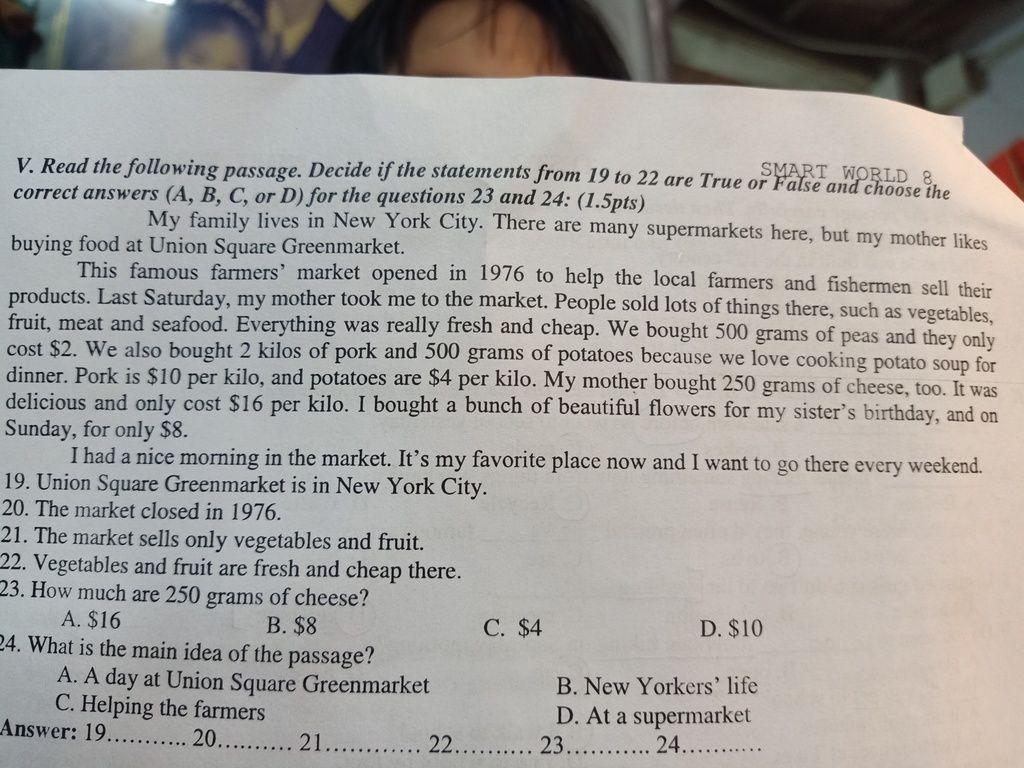 SMART WORLD 8
V. Read the following passage. Decide if the statements from 19 to 22 are True or False and choose the
correct answers (A, B, C, or D) for the questions 23 and 24: (1.5pts)
My family lives in New York City. There are many supermarkets here, but my mother likes
buying food at Union Square Greenmarket.
This famous farmers' market opened in 1976 to help the local farmers and fishermen sell their
products. Last Saturday, my mother took me to the market. People sold lots of things there, such as vegetables,
fruit, meat and seafood. Everything was really fresh and cheap. We bought 500 grams of peas and they only
cost $2. We also bought 2 kilos of pork and 500 grams of potatoes because we love cooking potato soup for
dinner. Pork is $10 per kilo, and potatoes are $4 per kilo. My mother bought 250 grams of cheese, too. It was
delicious and only cost $16 per kilo. I bought a bunch of beautiful flowers for my sister's birthday, and on
Sunday, for only $8.
I had a nice morning in the market. It's my favorite place now and I want to go there every weekend.
19. Union Square Greenmarket is in New York City.
20. The market closed in 1976.
21. The market sells only vegetables and fruit.
22. Vegetables and fruit are fresh and cheap there.
23. How much are 250 grams of cheese?
A. $16 B. $8 C. $4 D. $10
24. What is the main idea of the passage?
A. A day at Union Square Greenmarket B. New Yorkers' life
C. Helping the farmers D. At a supermarket
Answer: 19........... 20.......... 21............. 22........... 23............ 24............